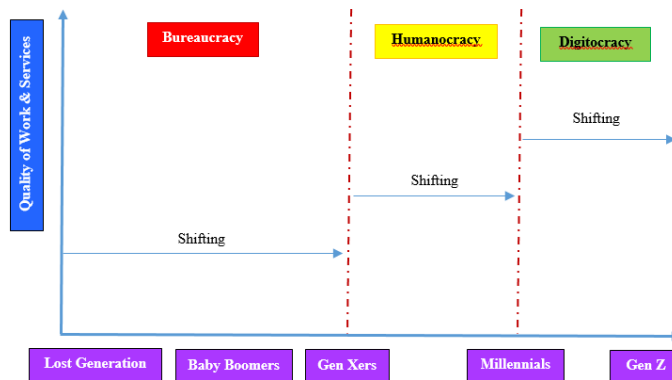 Bureaucracy
Humanocracy
Digitocracy
Quality of Work & Services
Shifting
Shifting
Shifting
Lost Generation
Baby Boomers
Gen Xers
Millennials
Gen Z